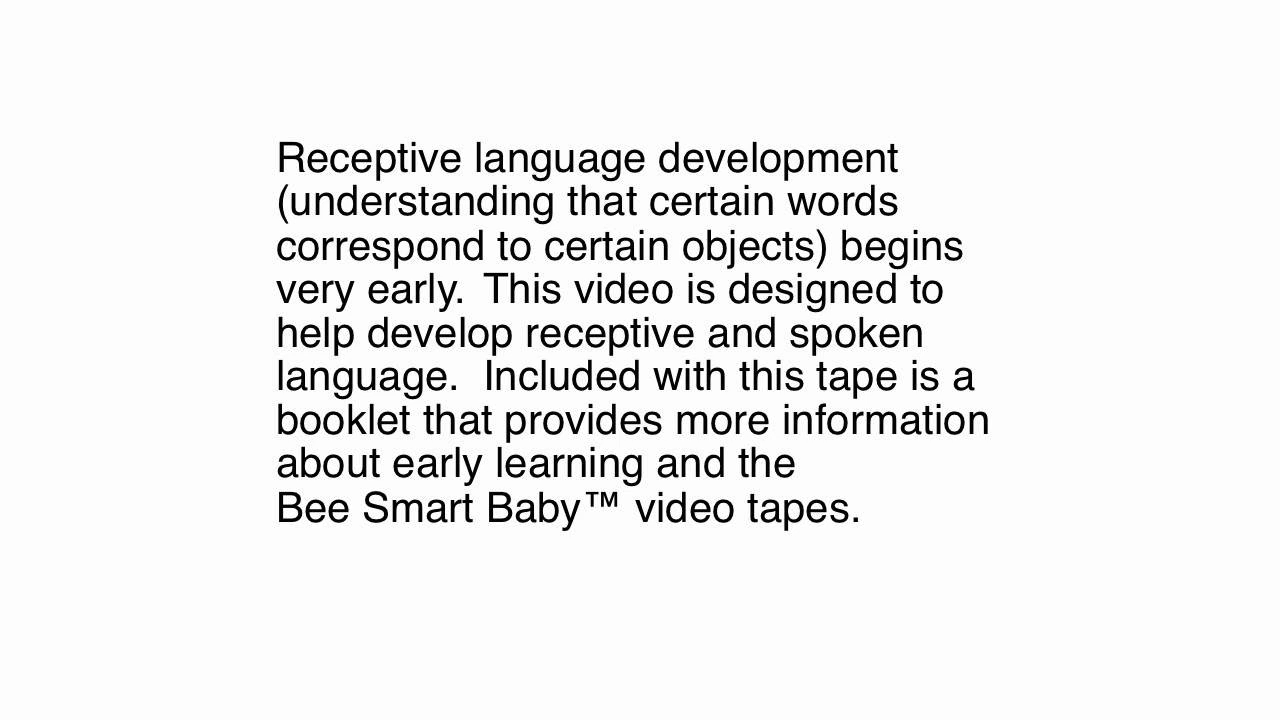 Receptive language development
(understanding that certain words
correspond to certain objects) begins
very early.  This video is designed to
help develop receptive and spoken
language.  Included with this tape is a
booklet that provides more information
about early learning and the
Bee Smart Baby™ video tapes.